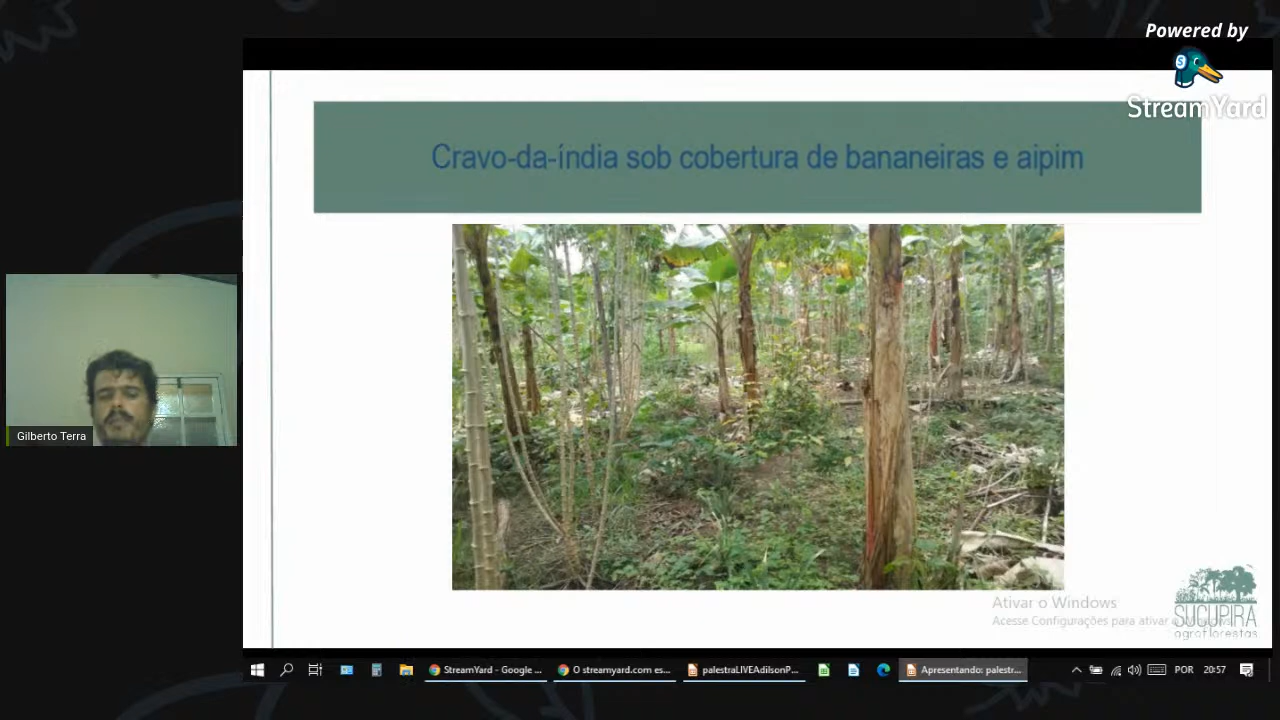 Powered by
StreamYard
Cravo-da-índia sob cobertura de bananeiras e aipim
Gilberto Terra
Ativar o Windows
Acesse Configurações para ativar o
SUCUPIRA
agroflorestas
StreamYard - Google ...
O streamyard.com es...
palestraLIVEAdilsonP...
Apresentando: palestr...
POR
20:57